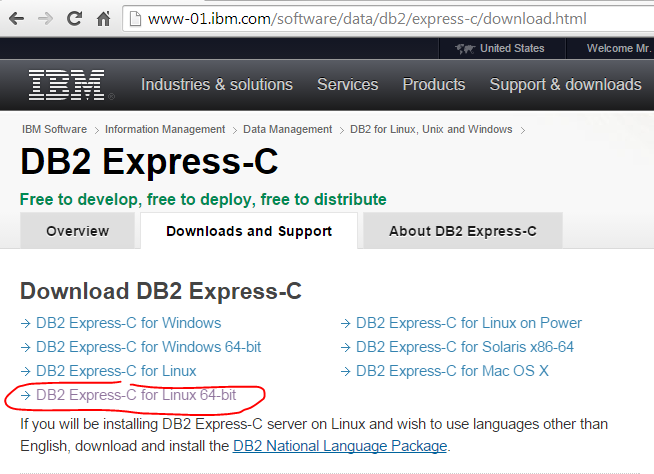 www-01.ibm.com/software/data/db2/express-c/download.html
United States Welcome Mr.
IBM Industries & solutions Services Products Support & downloads
IBM Software Information Management Data Management DB2 for Linux, Unix and Windows
DB2 Express-C
Free to develop, free to deploy, free to distribute
Overview Downloads and Support About DB2 Express-C
Download DB2 Express-C
DB2 Express-C for Windows DB2 Express-C for Linux on Power
DB2 Express-C for Windows 64-bit DB2 Express-C for Solaris x86-64
DB2 Express-C for Linux DB2 Express-C for Mac OS X
DB2 Express-C for Linux 64-bit
If you will be installing DB2 Express-C server on Linux and wish to use languages other than
English, download and install the DB2 National Language Package.